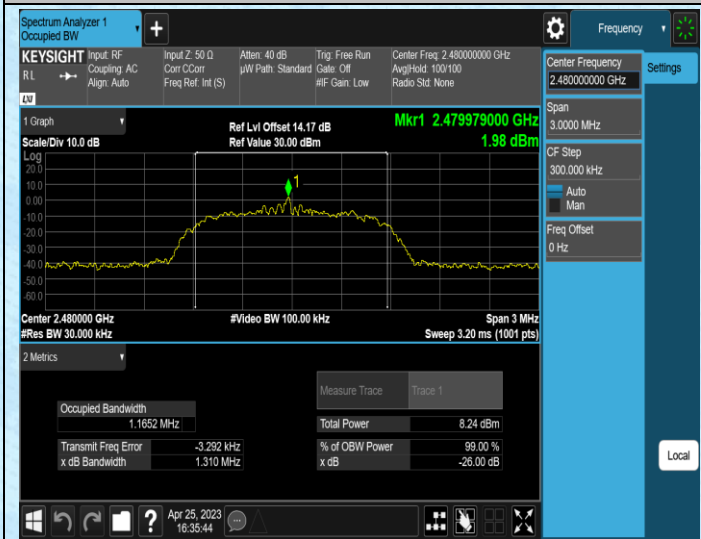 Spectrum Analyzer 1
Occupied BW
Frequency
KEYSIGHT
RL
LXI
Input: RF
Coupling: AC
Align: Auto
Input Z: 50 Ω
Corr CCorr
Freq Ref: Int (S)
Atten: 40 dB
µW Path: Standard
Trig: Free Run
Gate: Off
#IF Gain: Low
Center Freq: 2.480000000 GHz
Avg|Hold: 100/100
Radio Std: None
Center Frequency
2.480000000 GHz
Settings
Span
3.0000 MHz
CF Step
300.000 kHz
Auto
Man
Freq Offset
0 Hz
1 Graph
Scale/Div 10.0 dB
Ref Lvl Offset 14.17 dB
Ref Value 30.00 dBm
Mkr1 2.479979000 GHz
1.98 dBm
Log
20.0
10.0
0.00
-10.0
-20.0
-30.0
-40.0
-50.0
-60.0
1
Center 2.480000 GHz
#Res BW 30.000 kHz
#Video BW 100.00 kHz
Span 3 MHz
Sweep 3.20 ms (1001 pts)
2 Metrics
Measure Trace Trace 1
Occupied Bandwidth
1.1652 MHz
Total Power 8.24 dBm
Transmit Freq Error -3.292 kHz
% of OBW Power 99.00 %
x dB Bandwidth 1.310 MHz
x dB -26.00 dB
Local
?
Apr 25, 2023
16:35:44